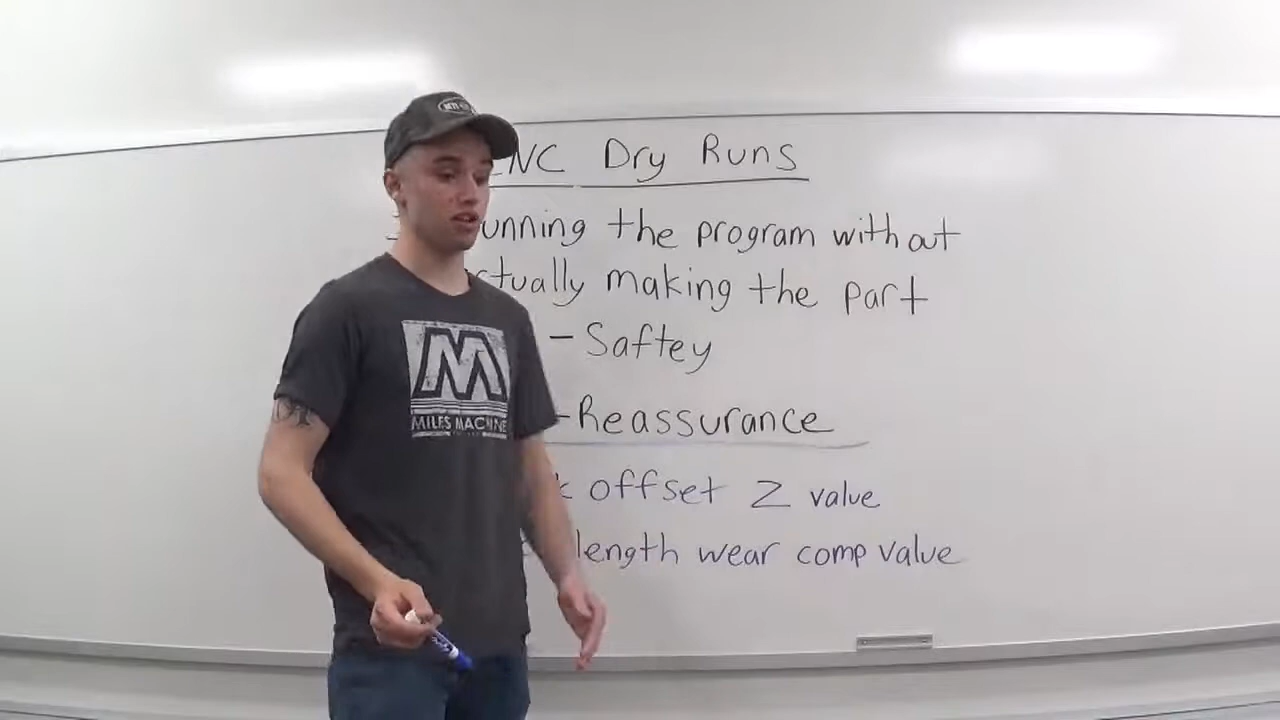 NC Dry Runs
unning the program without
ctually making the part
- Saftey
- Reassurance
offset Z value
length wear comp value
M
MILES MACHINE